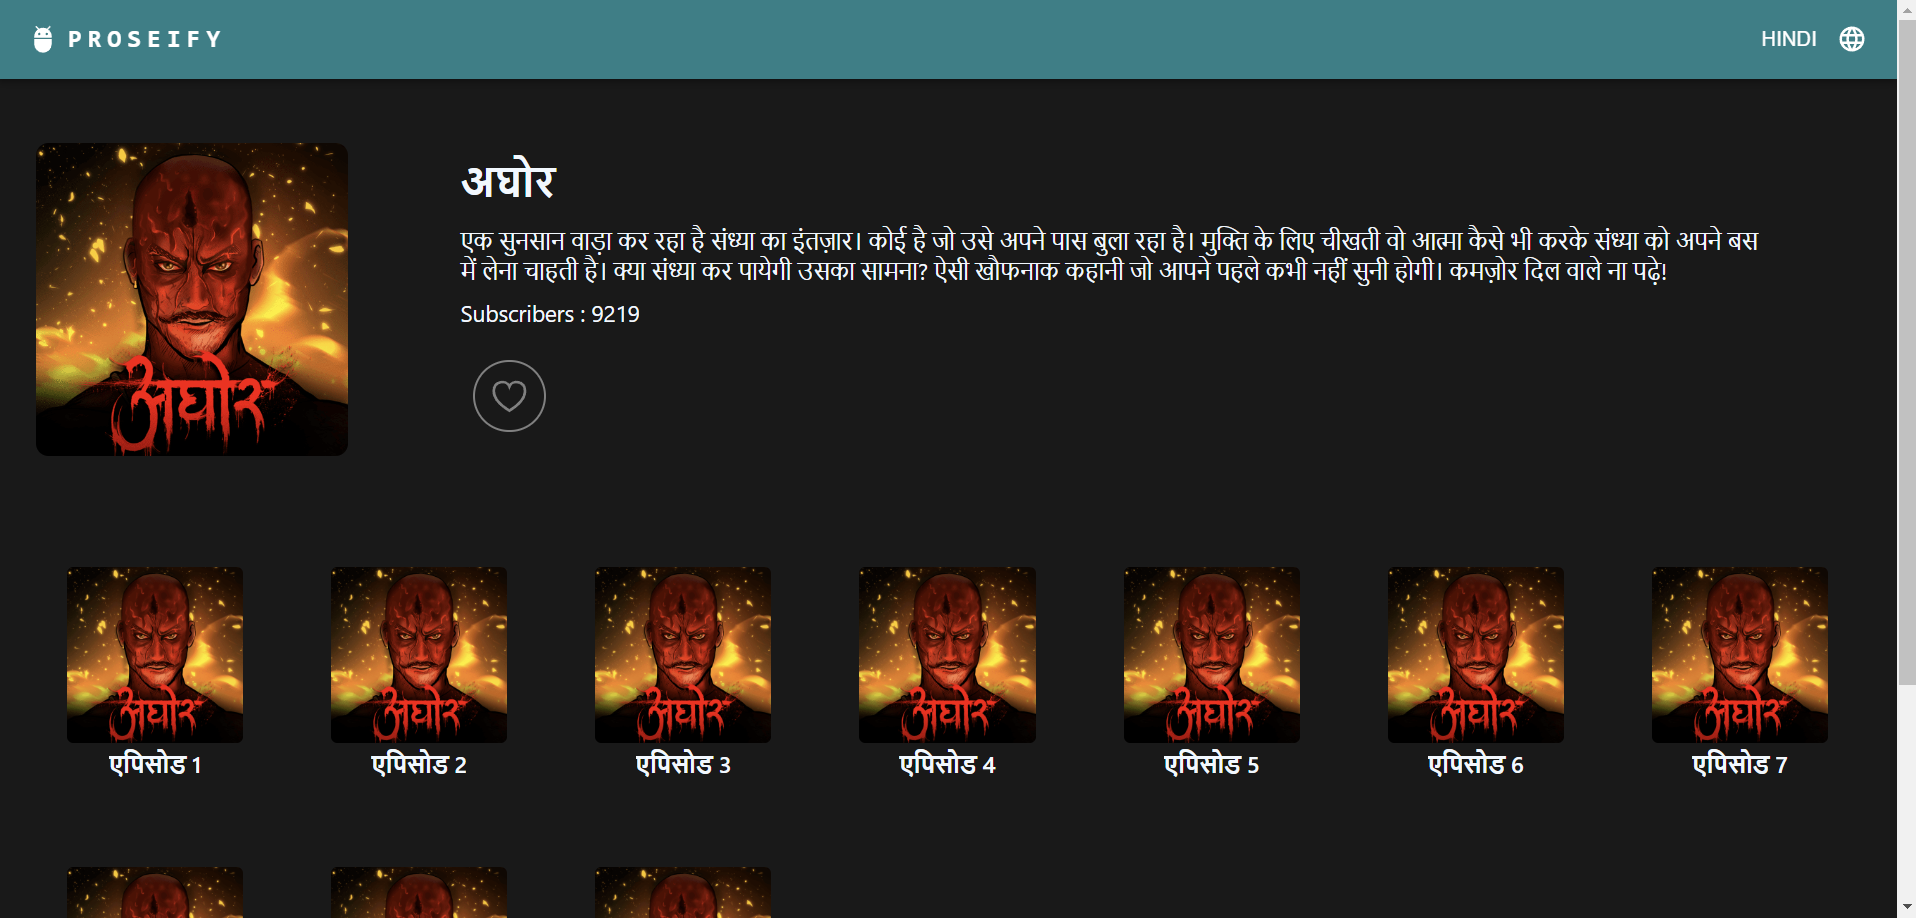 PROSEIFY
HINDI
अघोर
एक सुनसान वाड़ा कर रहा है संध्या का इंतज़ार। कोई है जो उसे अपने पास बुला रहा है। मुक्ति के लिए चीखती वो आत्मा कैसे भी करके संध्या को अपने बस
में लेना चाहती है। क्या संध्या कर पायेगी उसका सामना? ऐसी खौफनाक कहानी जो आपने पहले कभी नहीं सुनी होगी। कमज़ोर दिल वाले ना पढ़े!
Subscribers : 9219
अघोर
अघोर
अघोर
अघोर
अघोर
अघोर
अघोर
अघोर
एपिसोड 1
एपिसोड 2
एपिसोड 3
एपिसोड 4
एपिसोड 5
एपिसोड 6
एपिसोड 7